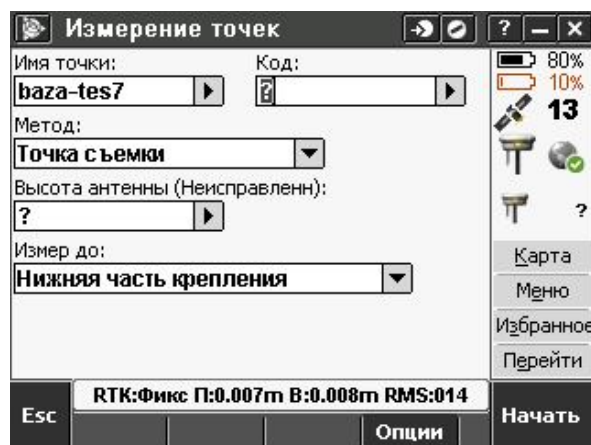 Измерение точек
? – ×
Имя точки: Код:
baza-tes7 ?
Метод:
Точка съемки
Высота антенны (Неисправленн):
?
Измер до:
Нижняя часть крепления
80%
10%
13
?
Карта
Меню
Избранное
Перейти
RTK:Фикс П:0.007m В:0.008m RMS:014
Esc
Опции
Начать